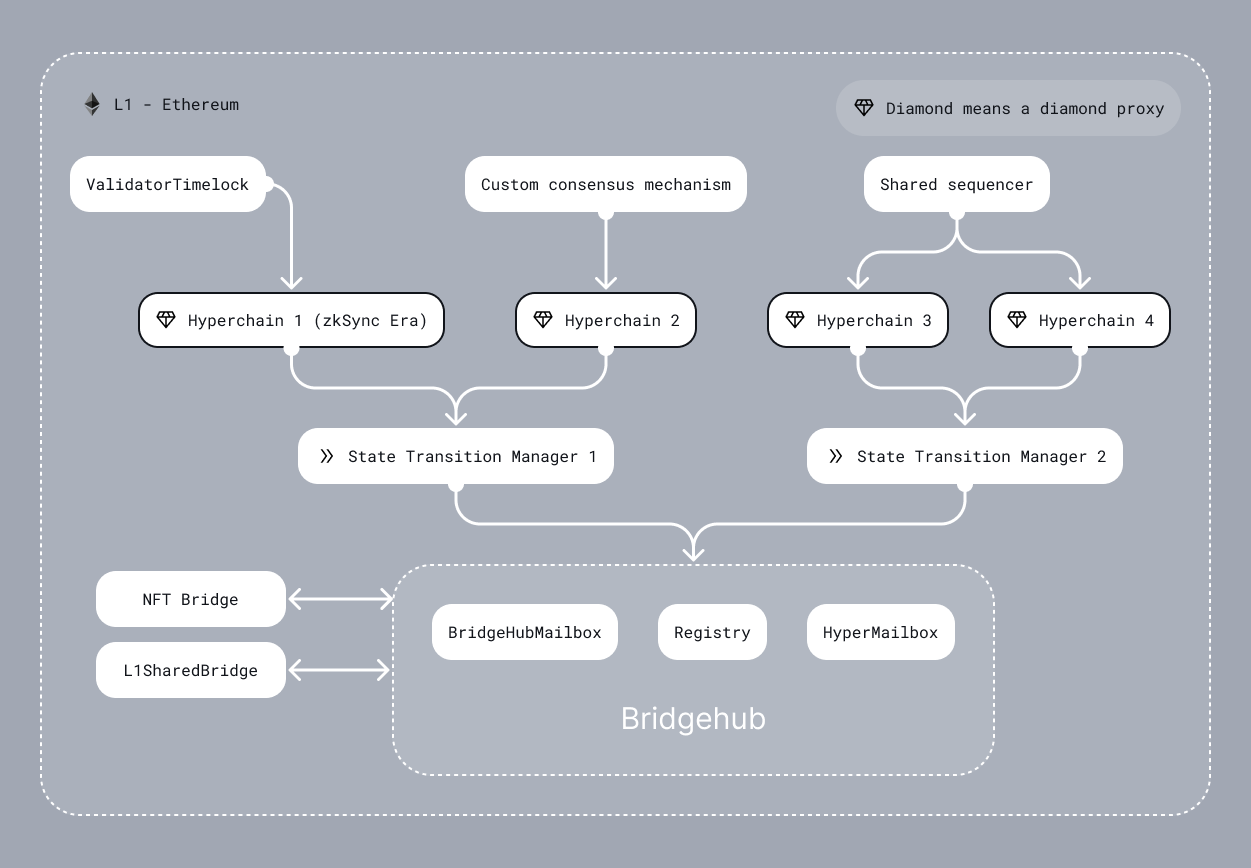 L1 - Ethereum
Diamond means a diamond proxy
ValidatorTimelock
Custom consensus mechanism
Shared sequencer
Hyperchain 1 (zkSync Era)
Hyperchain 2
Hyperchain 3
Hyperchain 4
State Transition Manager 1
State Transition Manager 2
NFT Bridge
L1SharedBridge
BridgeHubMailbox
Registry
HyperMailbox
Bridgehub